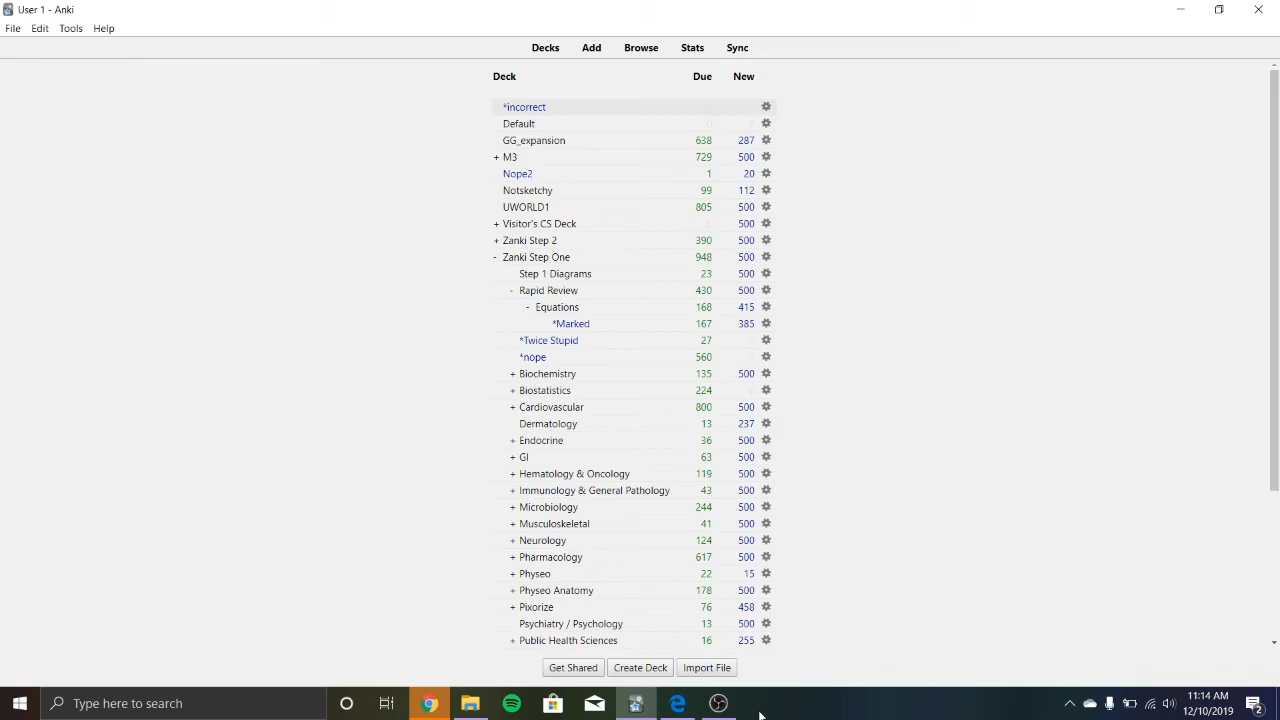 User 1 - Anki
File Edit Tools Help
Decks Add Browse Stats Sync
Deck Due New
*incorrect
Default 0 0
GG_expansion 638 287
+ M3 729 500
Nope2 1 20
Notsketchy 99 112
UWORLD1 805 500
+ Visitor's CS Deck 0 500
+ Zanki Step 2 390 500
- Zanki Step One 948 500
Step 1 Diagrams 23 500
- Rapid Review 430 500
- Equations 168 415
*Marked 167 385
*Twice Stupid 27 0
*nope 560 0
+ Biochemistry 135 500
+ Biostatistics 224 0
+ Cardiovascular 800 500
Dermatology 13 237
+ Endocrine 36 500
+ GI 63 500
+ Hematology & Oncology 119 500
+ Immunology & General Pathology 43 500
+ Microbiology 244 500
+ Musculoskeletal 41 500
+ Neurology 124 500
+ Pharmacology 617 500
+ Physeo 22 15
+ Physeo Anatomy 178 500
+ Pixorize 76 458
Psychiatry / Psychology 13 500
+ Public Health Sciences 16 255
Get Shared Create Deck Import File
Type here to search
11:14 AM
12/10/2019
2